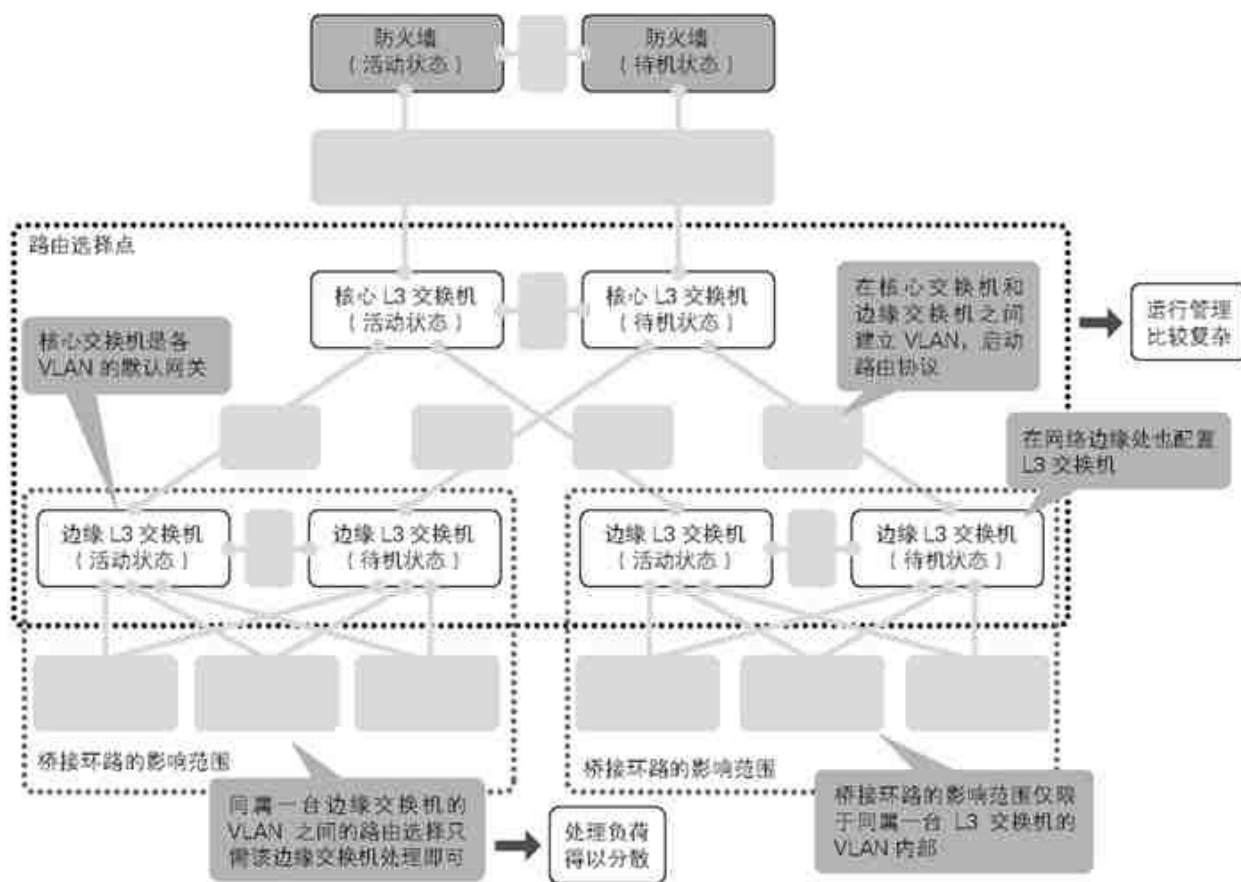 防火墙
（活动状态）
防火墙
（待机状态）
路由选择点
核心 L3 交换机
（活动状态）
核心 L3 交换机
（待机状态）
在核心交换机和
边缘交换机之间
建立 VLAN，启动
路由协议
运行管理
比较复杂
核心交换机是各
VLAN 的默认网关
在网络边缘处也配置
L3 交换机
边缘 L3 交换机
（活动状态）
边缘 L3 交换机
（待机状态）
边缘 L3 交换机
（活动状态）
边缘 L3 交换机
（待机状态）
桥接环路的影响范围
桥接环路的影响范围
同属一台边缘交换机的
VLAN 之间的路由选择只
需该边缘交换机处理即可
处理负荷
得以分散
桥接环路的影响范围仅限
于同属一台 L3 交换机的
VLAN 内部